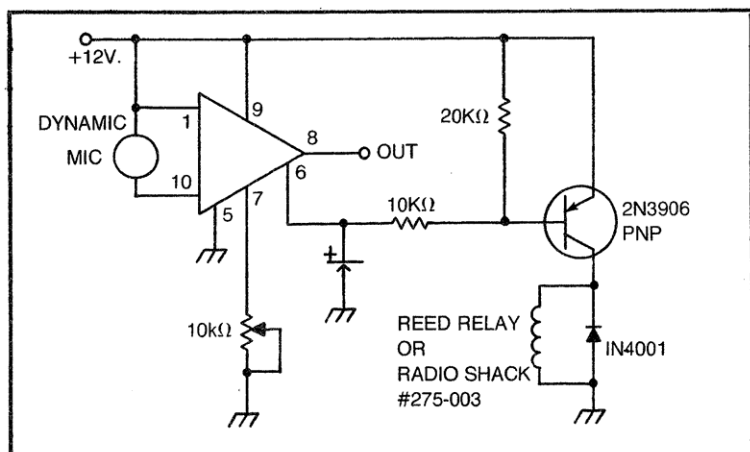 +12V.
DYNAMIC
MIC
1
10
9
8
6
5
7
OUT
20KΩ
10KΩ
2N3906
PNP
+
10kΩ
REED RELAY
OR
RADIO SHACK
#275-003
IN4001